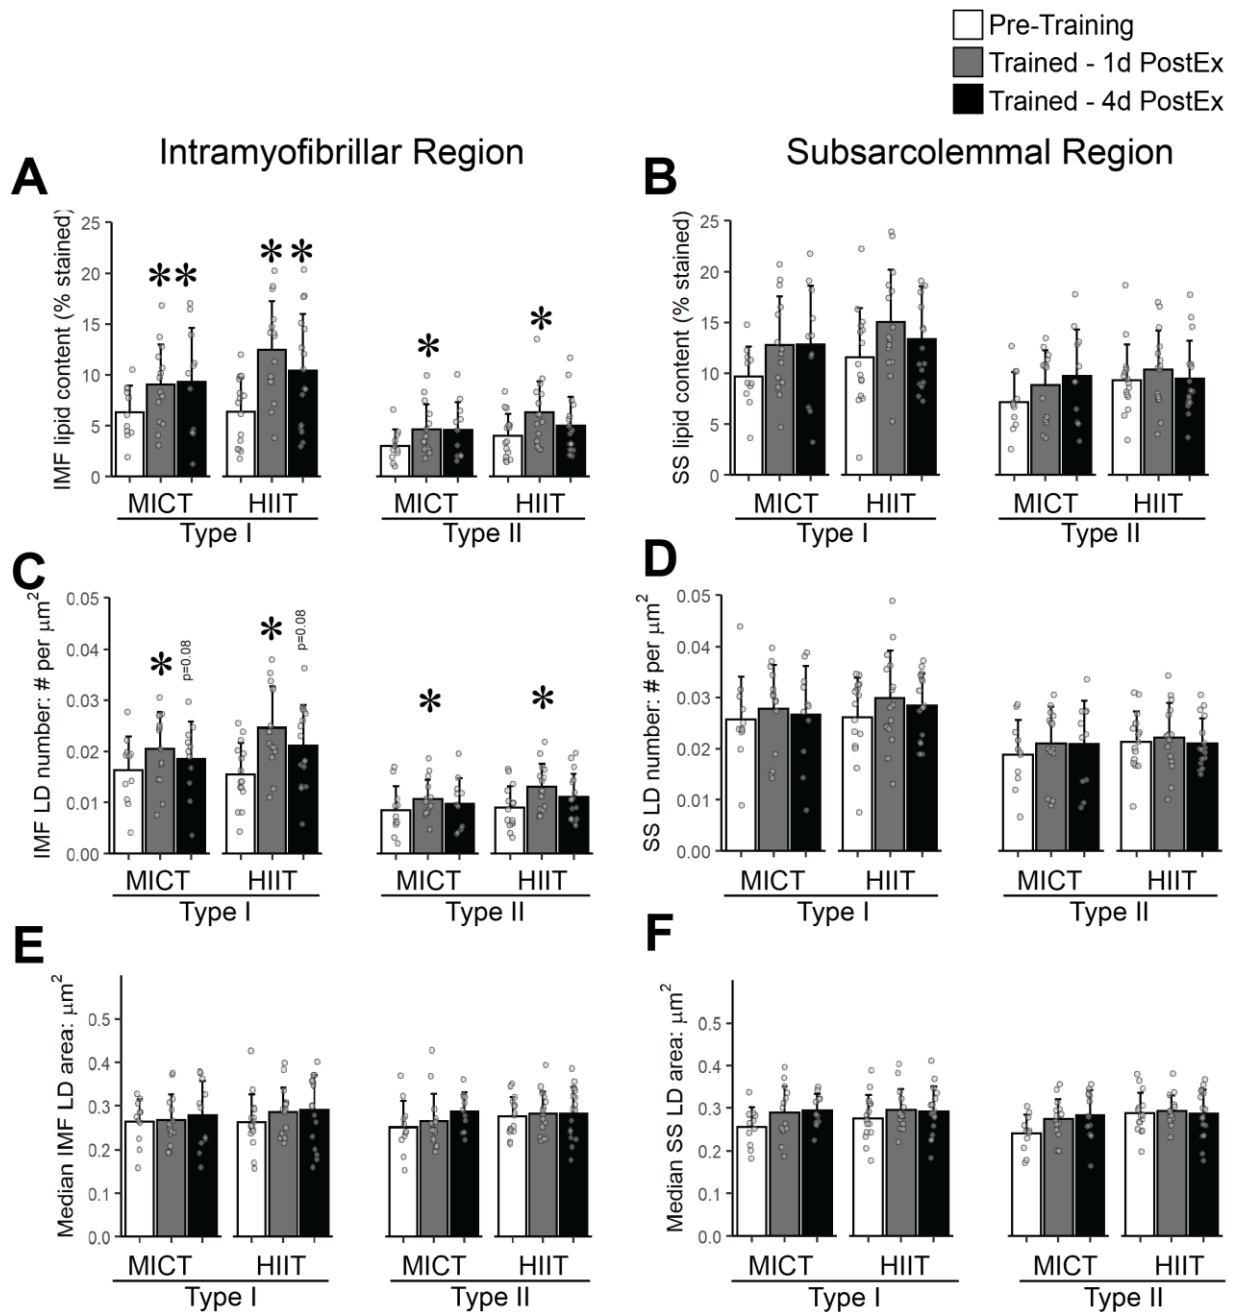 Pre-Training
Trained - 1d PostEx
Trained - 4d PostEx
Intramyofibrillar Region
Subsarcolemmal Region
A
IMF lipid content (% stained)
25
20
15
10
5
0
* * * *
* *
MICT HIIT MICT HIIT
Type I Type II
B
SS lipid content (% stained)
25
20
15
10
5
0
MICT HIIT MICT HIIT
Type I Type II
C
IMF LD number: # per μm²
0.05
0.04
0.03
0.02
0.01
0.00
* p=0.08 * p=0.08
* *
MICT HIIT MICT HIIT
Type I Type II
D
SS LD number: # per μm²
0.05
0.04
0.03
0.02
0.01
0.00
MICT HIIT MICT HIIT
Type I Type II
E
Median IMF LD area: μm²
0.5
0.4
0.3
0.2
0.1
0.0
MICT HIIT MICT HIIT
Type I Type II
F
Median SS LD area: μm²
0.5
0.4
0.3
0.2
0.1
0.0
MICT HIIT MICT HIIT
Type I Type II